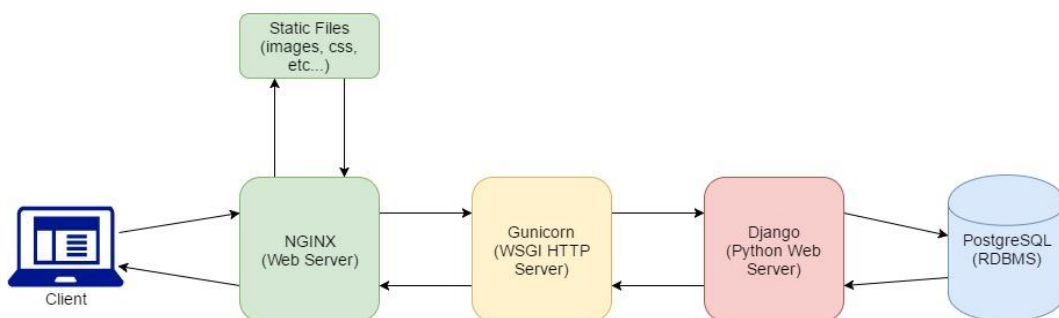 Static Files
(images, css,
etc...)
NGINX
(Web Server)
Gunicorn
(WSGI HTTP
Server)
Django
(Python Web
Server)
PostgreSQL
(RDBMS)
Client